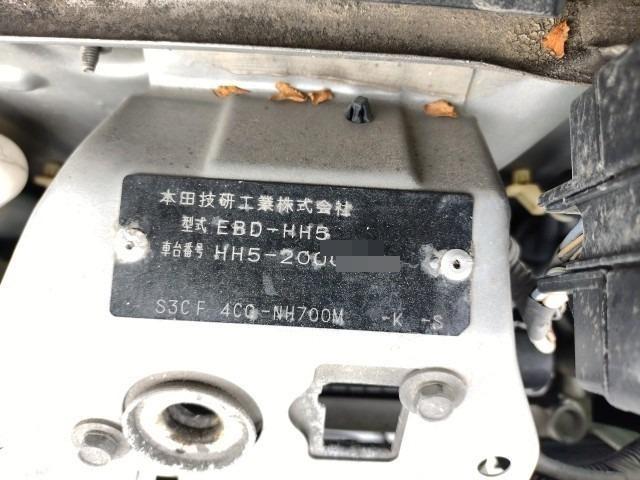 本田技研工業株式会社
型式 EBD-HH5
車台番号 HH5-200
S3CF 4CC-NH700M -K -S